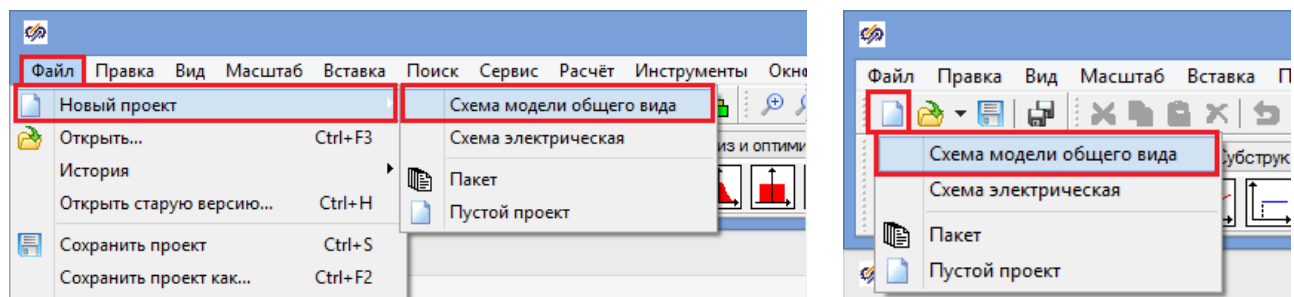 Файл Правка Вид Масштаб Вставка Поиск Сервис Расчёт Инструменты
Новый проект
Схема модели общего вида
Открыть... Ctrl+F3
Схема электрическая
История
Пакет
Открыть старую версию... Ctrl+H
Пустой проект
Сохранить проект Ctrl+S
Сохранить проект как... Ctrl+F2
Файл Правка Вид Масштаб Вставка
Схема модели общего вида
Схема электрическая
Пакет
Пустой проект